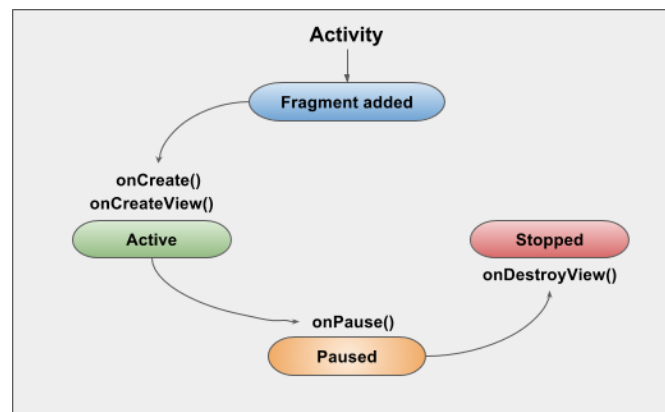 Activity
Fragment added
onCreate()
onCreateView()
Active
Stopped
onDestroyView()
onPause()
Paused